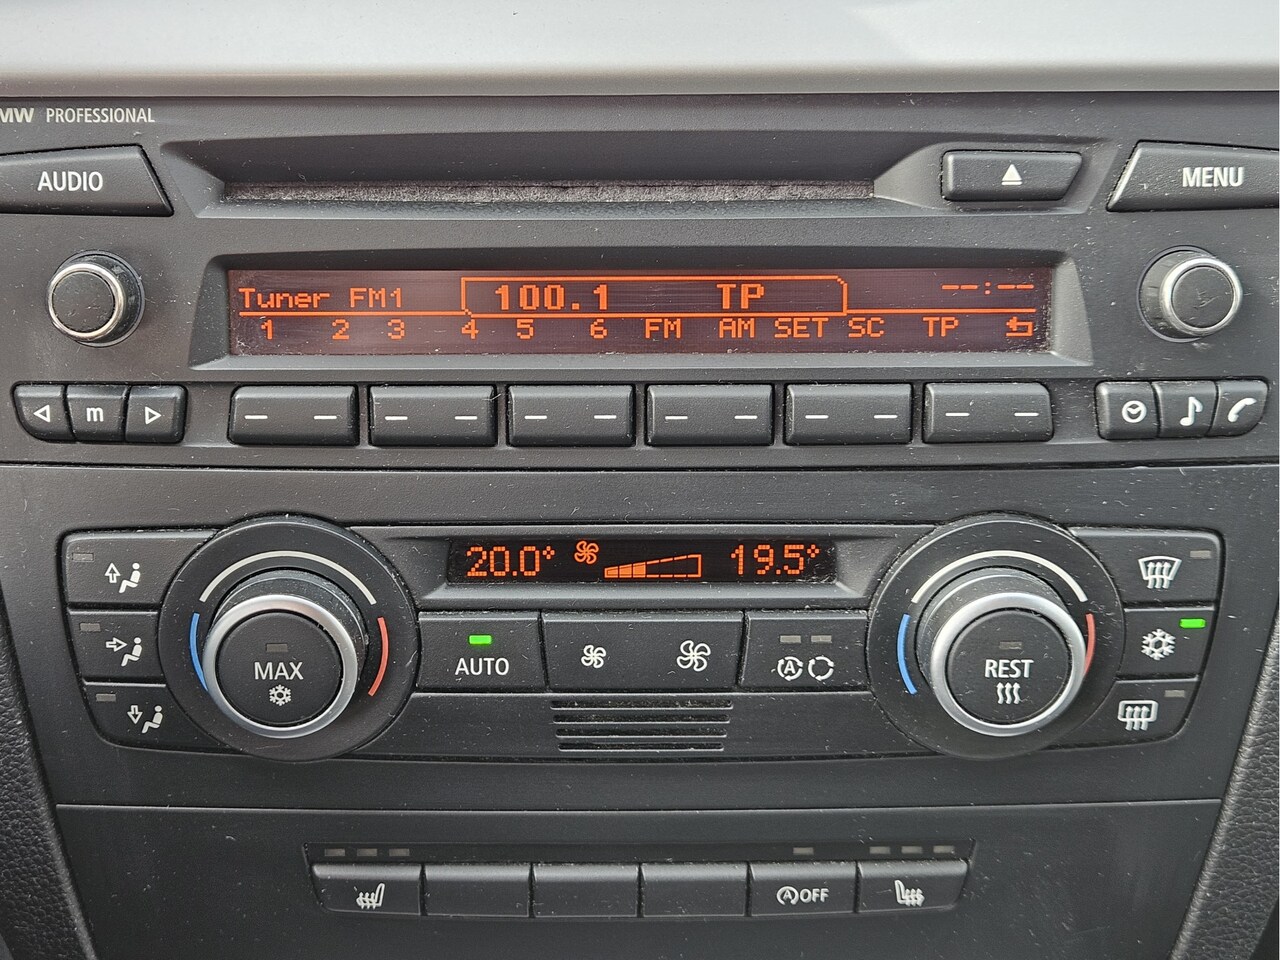 MW PROFESSIONAL
AUDIO
MENU
Tuner FM1 100.1 TP --:--
1 2 3 4 5 6 FM AM SET SC TP
m
20.0° 19.5°
MAX
AUTO
A
REST
A OFF